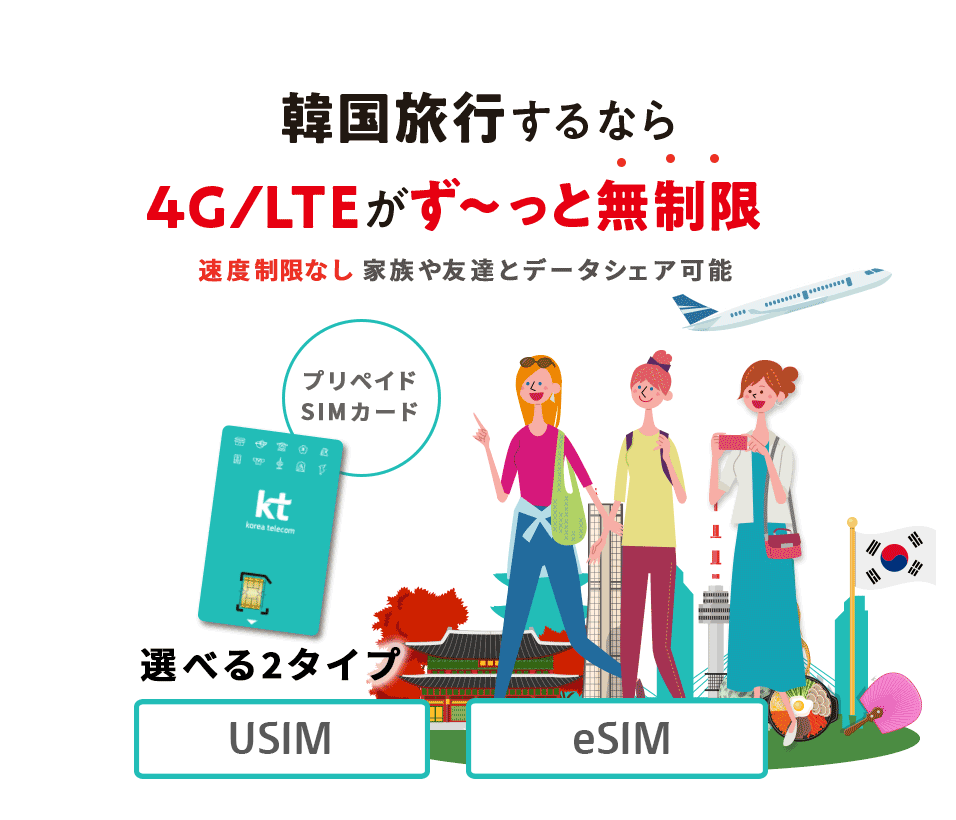 韓国旅行するなら
4G/LTEがず〜っと無制限
速度制限なし 家族や友達とデータシェア可能
プリペイド
SIMカード
kt
korea telecom
選べる2タイプ
USIM
eSIM